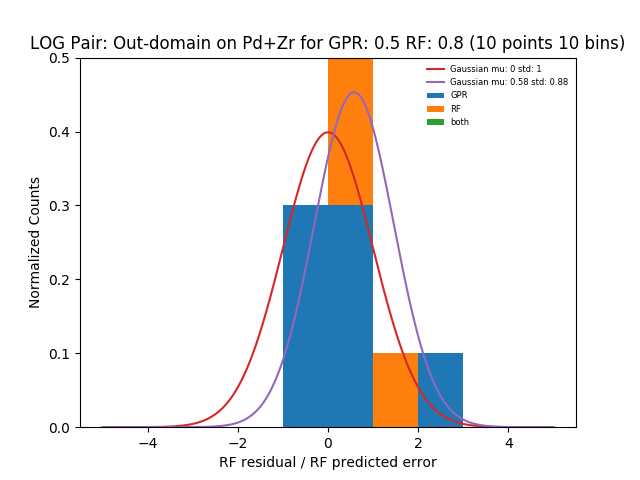 LOG Pair: Out-domain on Pd+Zr for GPR: 0.5 RF: 0.8 (10 points 10 bins)
Gaussian mu: 0 std: 1
Gaussian mu: 0.58 std: 0.88
GPR
RF
both
Normalized Counts
0.5
0.4
0.3
0.2
0.1
0.0
−4
−2
0
2
4
RF residual / RF predicted error